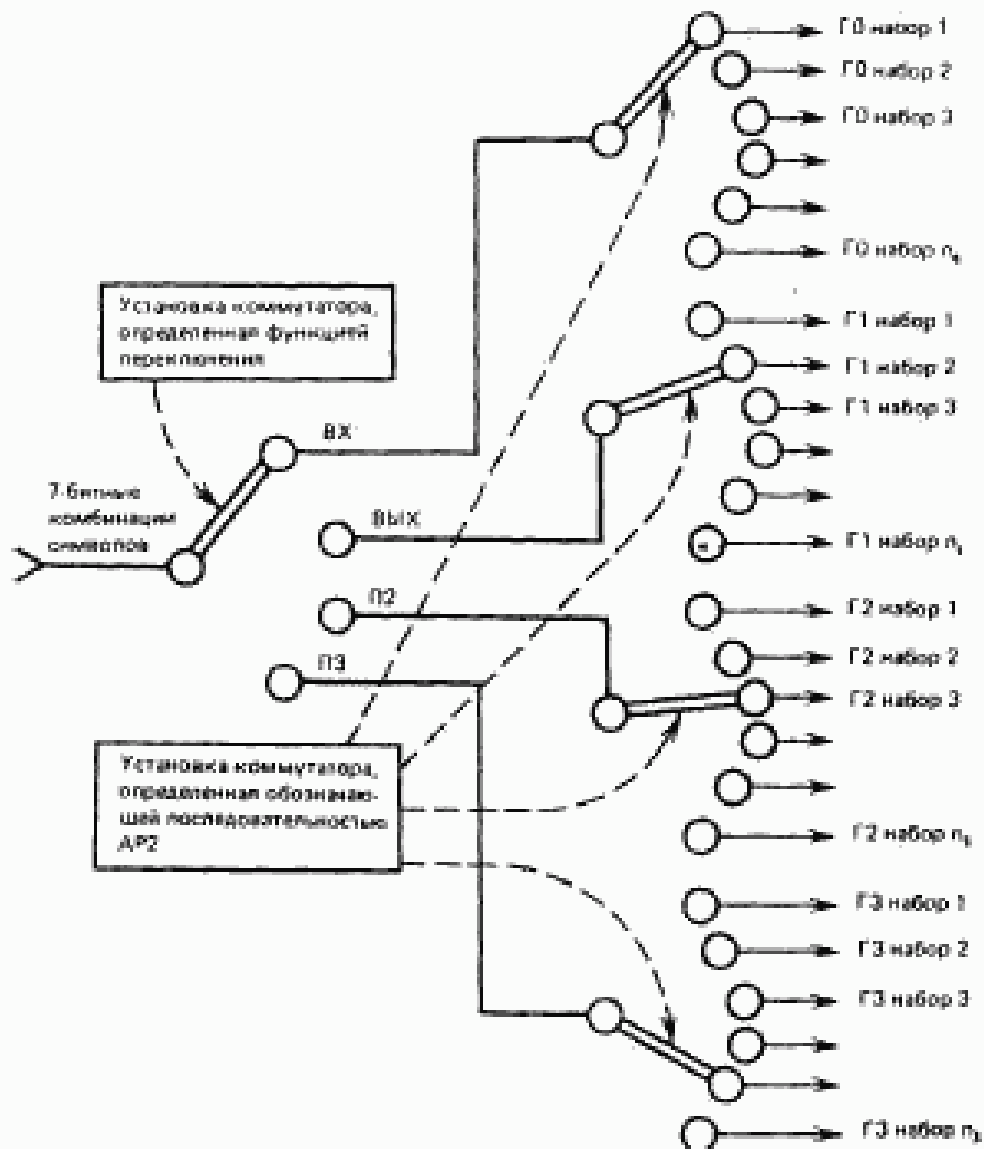 Г0 набор 1
Г0 набор 2
Г0 набор 3
Г0 набор n
Установка коммутатора,
определенная функцией
переключения
Г1 набор 1
Г1 набор 2
Г1 набор 3
Г1 набор n
ВХ
7-битные
комбинации
символов
ВЫХ
П2
П3
Г2 набор 1
Г2 набор 2
Г2 набор 3
Г2 набор n
Установка коммутатора,
определенная обозначаю-
щей последовательностью
АР2
Г3 набор 1
Г3 набор 2
Г3 набор 3
Г3 набор n₃